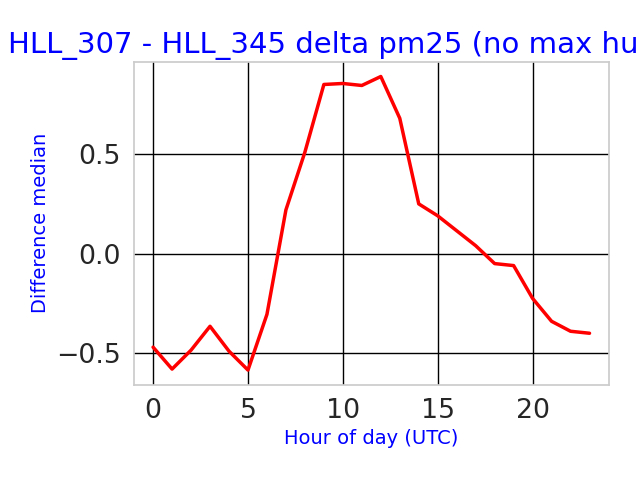 HLL_307 - HLL_345 delta pm25 (no max hu
Difference median
0.5
0.0
−0.5
0 5 10 15 20
Hour of day (UTC)